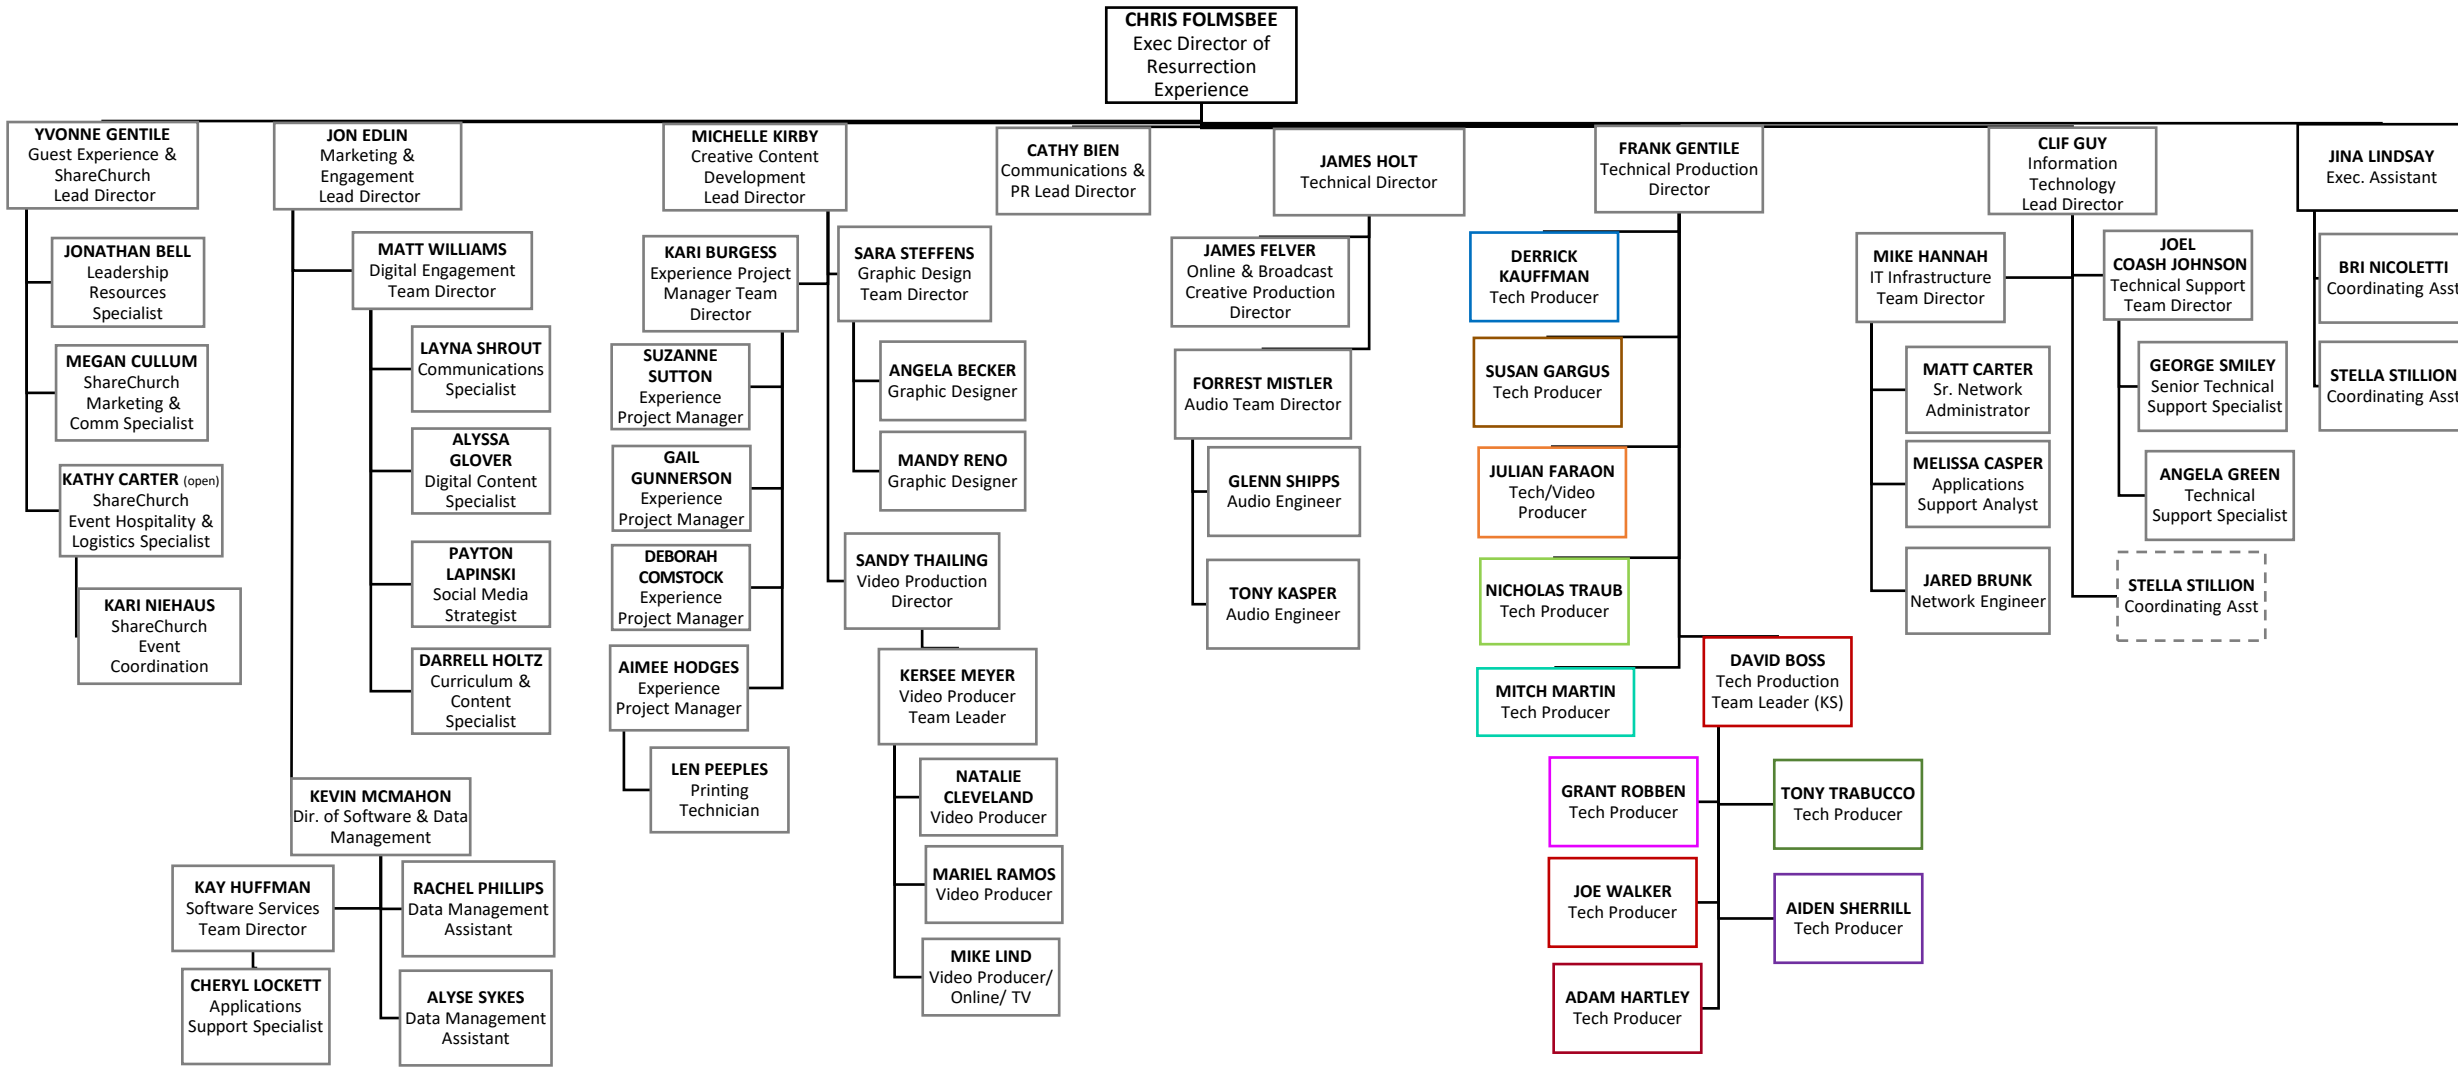 CHRIS FOLMSBEE
Exec Director of
Resurrection
Experience
YVONNE GENTILE
Guest Experience &
ShareChurch
Lead Director
JONATHAN BELL
Leadership
Resources
Specialist
MEGAN CULLUM
ShareChurch
Marketing &
Comm Specialist
KATHY CARTER (open)
ShareChurch
Event Hospitality &
Logistics Specialist
KARI NIEHAUS
ShareChurch
Event
Coordination
JON EDLIN
Marketing &
Engagement
Lead Director
MATT WILLIAMS
Digital Engagement
Team Director
LAYNA SHROUT
Communications
Specialist
ALYSSA
GLOVER
Digital Content
Specialist
PAYTON
LAPINSKI
Social Media
Strategist
DARRELL HOLTZ
Curriculum &
Content
Specialist
KEVIN MCMAHON
Dir. of Software & Data
Management
KAY HUFFMAN
Software Services
Team Director
CHERYL LOCKETT
Applications
Support Specialist
RACHEL PHILLIPS
Data Management
Assistant
ALYSE SYKES
Data Management
Assistant
MICHELLE KIRBY
Creative Content
Development
Lead Director
KARI BURGESS
Experience Project
Manager Team
Director
SUZANNE
SUTTON
Experience
Project Manager
GAIL
GUNNERSON
Experience
Project Manager
DEBORAH
COMSTOCK
Experience
Project Manager
AIMEE HODGES
Experience
Project Manager
LEN PEEPLES
Printing
Technician
SARA STEFFENS
Graphic Design
Team Director
ANGELA BECKER
Graphic Designer
MANDY RENO
Graphic Designer
SANDY THAILING
Video Production
Director
KERSEE MEYER
Video Producer
Team Leader
NATALIE
CLEVELAND
Video Producer
MARIEL RAMOS
Video Producer
MIKE LIND
Video Producer/
Online/ TV
CATHY BIEN
Communications &
PR Lead Director
JAMES HOLT
Technical Director
JAMES FELVER
Online & Broadcast
Creative Production
Director
FORREST MISTLER
Audio Team Director
GLENN SHIPPS
Audio Engineer
TONY KASPER
Audio Engineer
FRANK GENTILE
Technical Production
Director
DERRICK
KAUFFMAN
Tech Producer
SUSAN GARGUS
Tech Producer
JULIAN FARAON
Tech/Video
Producer
NICHOLAS TRAUB
Tech Producer
MITCH MARTIN
Tech Producer
DAVID BOSS
Tech Production
Team Leader (KS)
GRANT ROBBEN
Tech Producer
TONY TRABUCCO
Tech Producer
JOE WALKER
Tech Producer
AIDEN SHERRILL
Tech Producer
ADAM HARTLEY
Tech Producer
CLIF GUY
Information
Technology
Lead Director
MIKE HANNAH
IT Infrastructure
Team Director
MATT CARTER
Sr. Network
Administrator
MELISSA CASPER
Applications
Support Analyst
JARED BRUNK
Network Engineer
JOEL
COASH JOHNSON
Technical Support
Team Director
GEORGE SMILEY
Senior Technical
Support Specialist
ANGELA GREEN
Technical
Support Specialist
STELLA STILLION
Coordinating Asst
JINA LINDSAY
Exec. Assistant
BRI NICOLETTI
Coordinating Asst
STELLA STILLION
Coordinating Asst